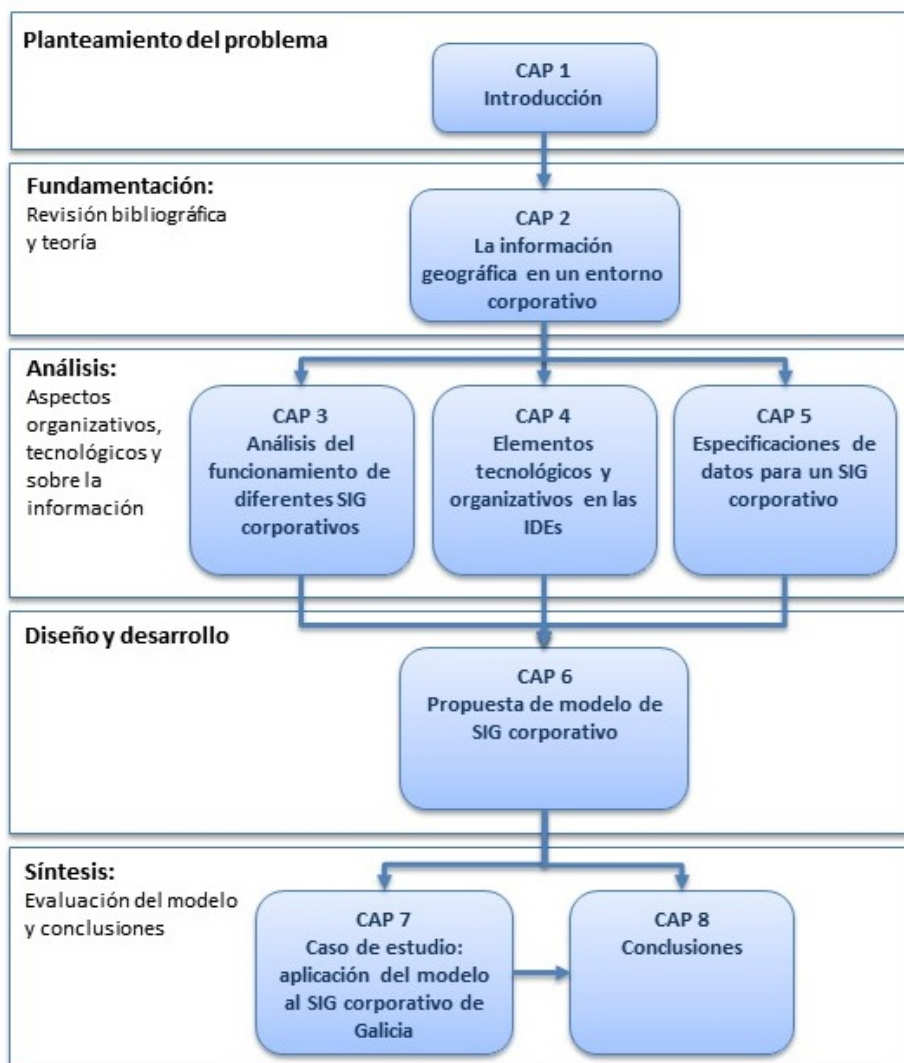 Planteamiento del problema
CAP 1
Introducción
Fundamentación:
Revisión bibliográfica
y teoría
CAP 2
La información
geográfica en un entorno
corporativo
Análisis:
Aspectos
organizativos,
tecnológicos y
sobre la
información
CAP 3
Análisis del
funcionamiento de
diferentes SIG
corporativos
CAP 4
Elementos
tecnológicos y
organizativos en las
IDEs
CAP 5
Especificaciones de
datos para un SIG
corporativo
Diseño y desarrollo
CAP 6
Propuesta de modelo de
SIG corporativo
Síntesis:
Evaluación del modelo
y conclusiones
CAP 7
Caso de estudio:
aplicación del modelo
al SIG corporativo de
Galicia
CAP 8
Conclusiones